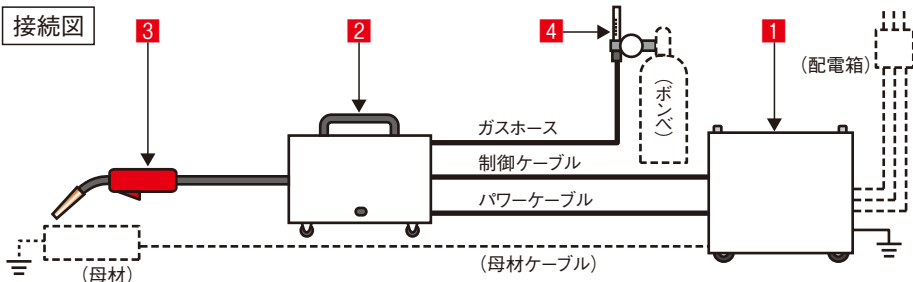 接続図
3
2
4
1
(配電箱)
(ボンベ)
ガスホース
制御ケーブル
パワーケーブル
(母材ケーブル)
(母材)